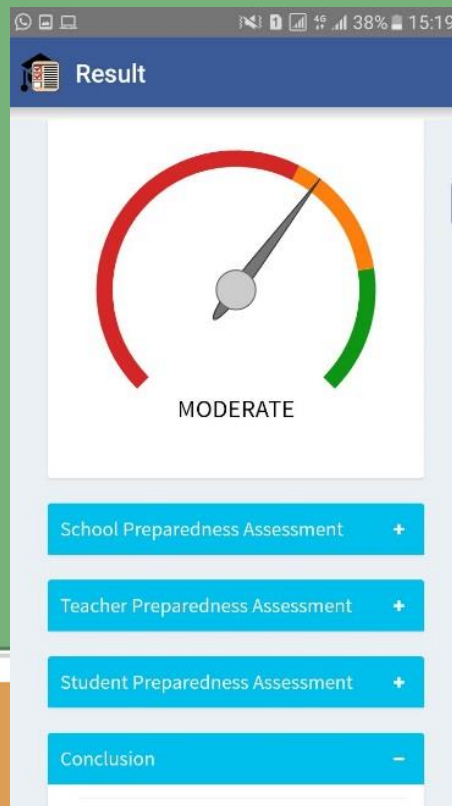 38% 15:19
Result
MODERATE
School Preparedness Assessment +
Teacher Preparedness Assessment +
Student Preparedness Assessment +
Conclusion −